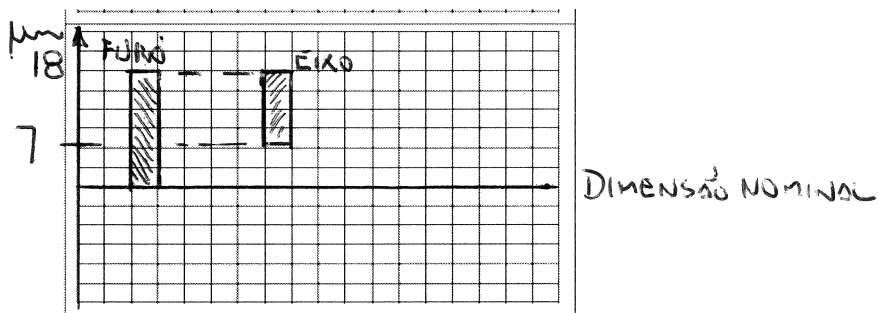 µm
18
FURO
EIXO
7
DIMENSÃO NOMINAL